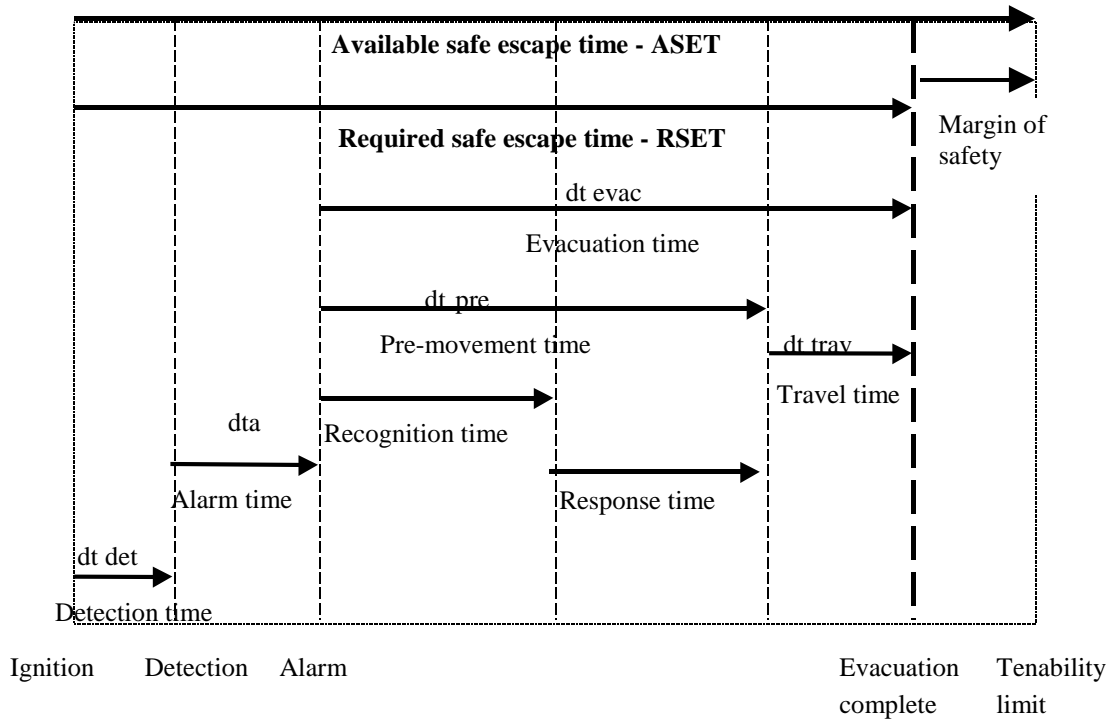 Available safe escape time - ASET
Margin of
safety
Required safe escape time - RSET
dt evac
Evacuation time
dt pre
Pre-movement time
dt trav
Travel time
dta
Recognition time
Alarm time
Response time
dt det
Detection time
Ignition
Detection
Alarm
Evacuation
complete
Tenability
limit